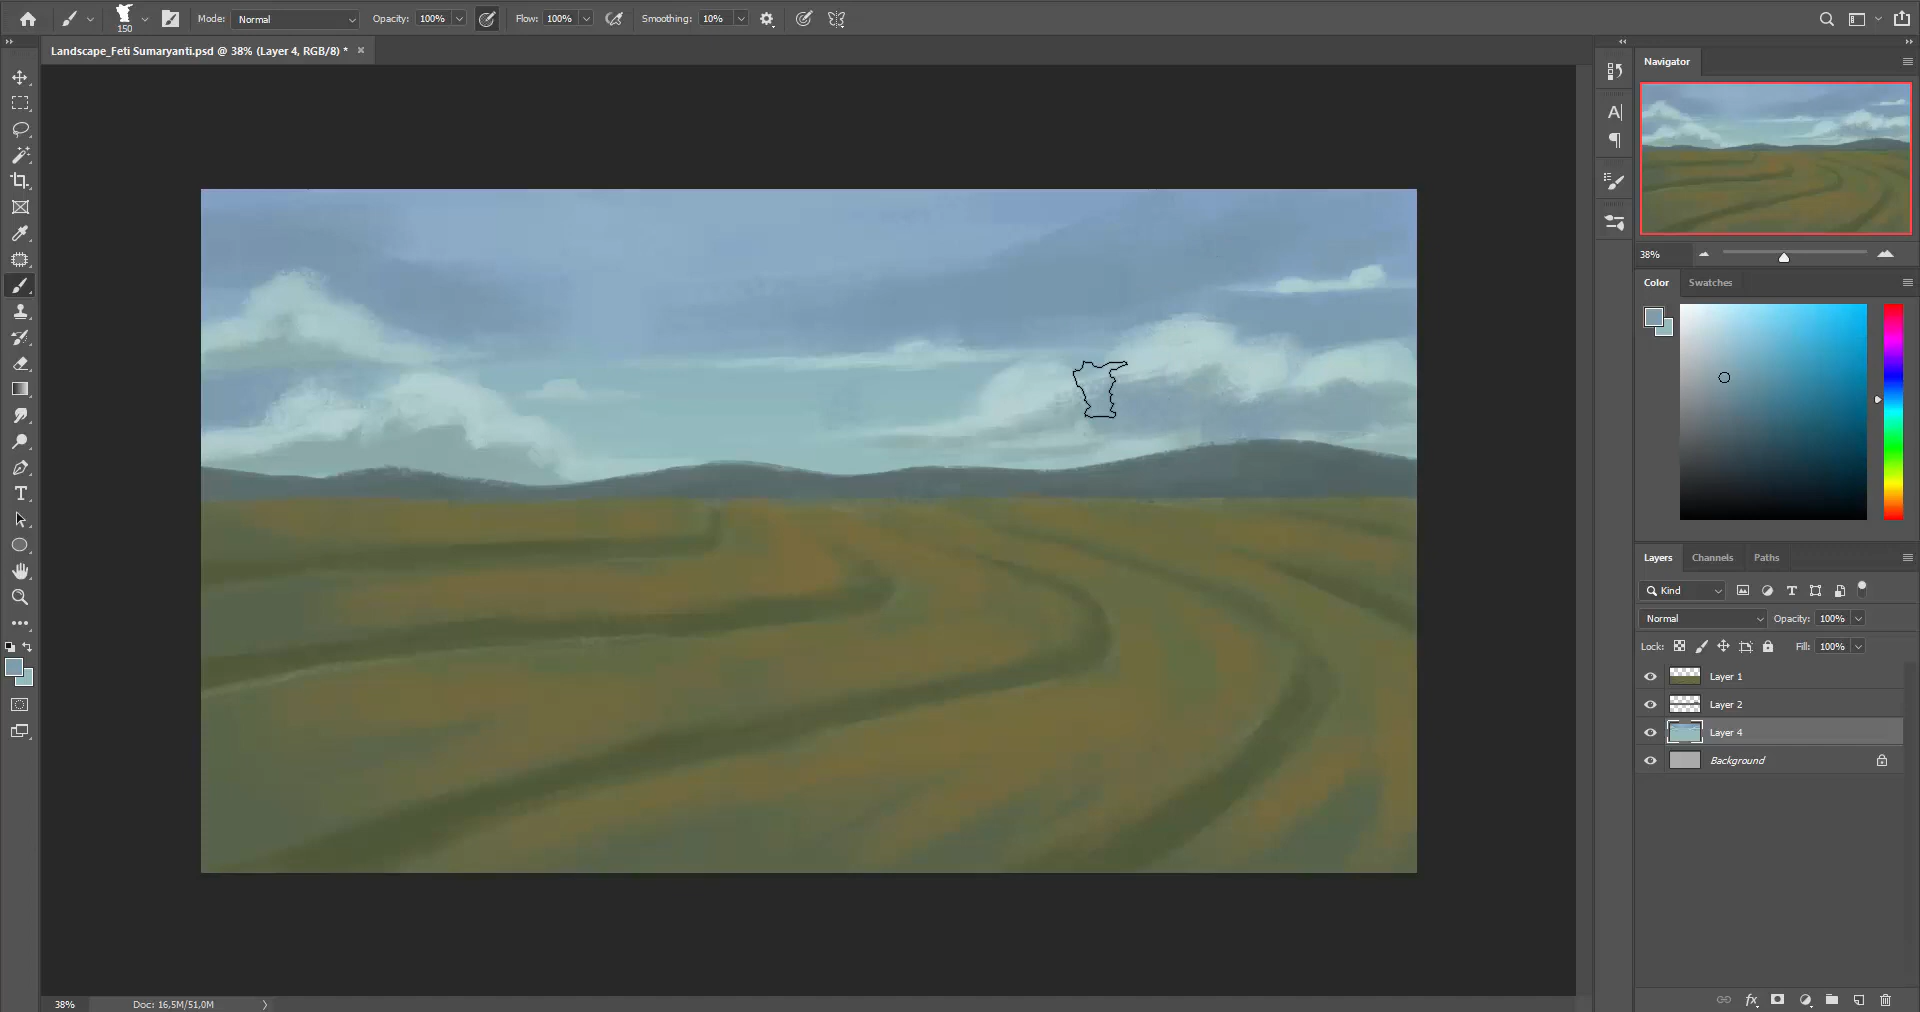 150
Mode: Normal
Opacity: 100%
Flow: 100%
Smoothing: 10%
Landscape_Feti Sumaryanti.psd @ 38% (Layer 4, RGB/8) *
Navigator
38%
Color Swatches
Layers Channels Paths
Kind
Normal Opacity: 100%
Lock: Fill: 100%
Layer 1
Layer 2
Layer 4
Background
38% Doc: 16,5M/51,0M